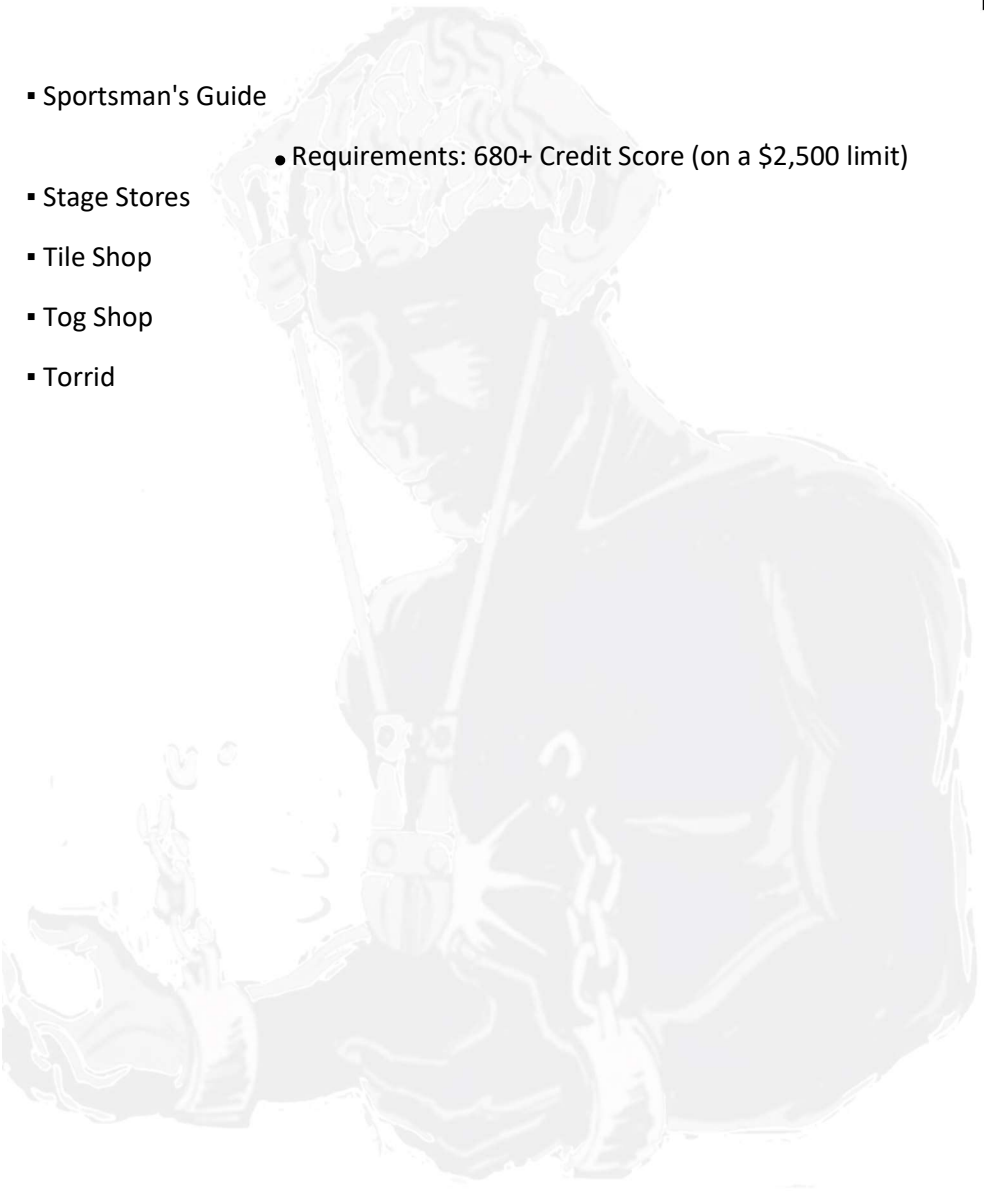 ▪ Sportsman's Guide
● Requirements: 680+ Credit Score (on a $2,500 limit)
▪ Stage Stores
▪ Tile Shop
▪ Tog Shop
▪ Torrid